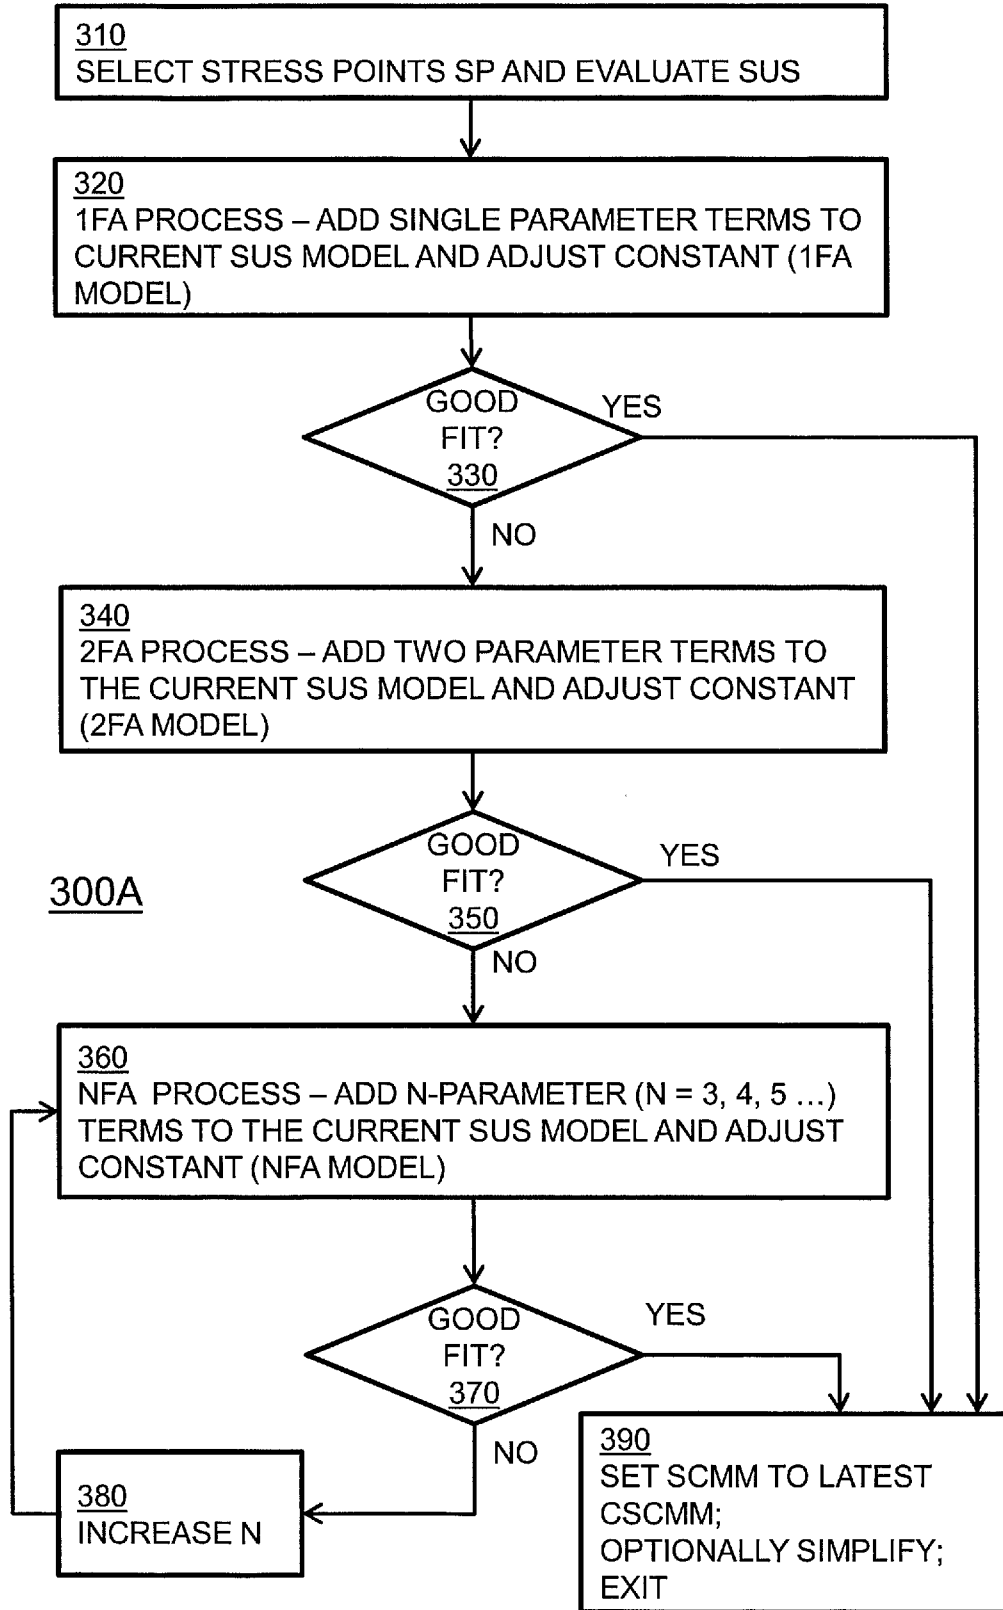 310
SELECT STRESS POINTS SP AND EVALUATE SUS
320
1FA PROCESS – ADD SINGLE PARAMETER TERMS TO
CURRENT SUS MODEL AND ADJUST CONSTANT (1FA
MODEL)
GOOD
FIT?
330
YES
NO
340
2FA PROCESS – ADD TWO PARAMETER TERMS TO
THE CURRENT SUS MODEL AND ADJUST CONSTANT
(2FA MODEL)
GOOD
FIT?
350
YES
300A
NO
360
NFA PROCESS – ADD N-PARAMETER (N = 3, 4, 5 ...)
TERMS TO THE CURRENT SUS MODEL AND ADJUST
CONSTANT (NFA MODEL)
GOOD
FIT?
370
YES
NO
380
INCREASE N
390
SET SCMM TO LATEST
CSCMM;
OPTIONALLY SIMPLIFY;
EXIT